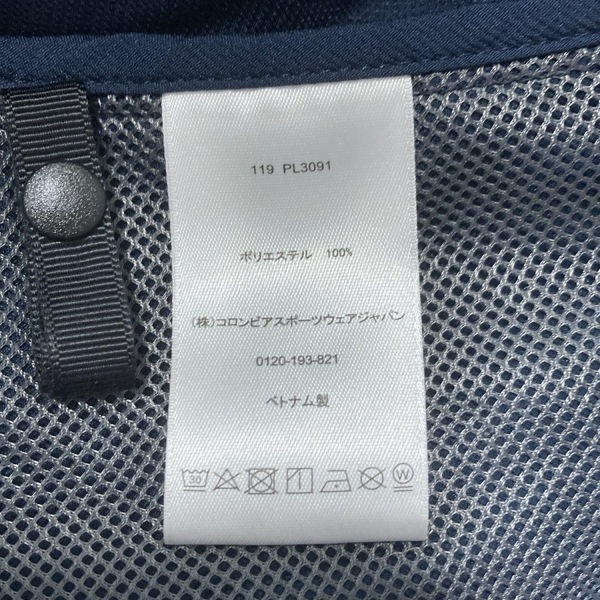 119 PL3091
ポリエステル 100%
(株)コロンビアスポーツウェアジャパン
0120-193-821
ベトナム製
30 W